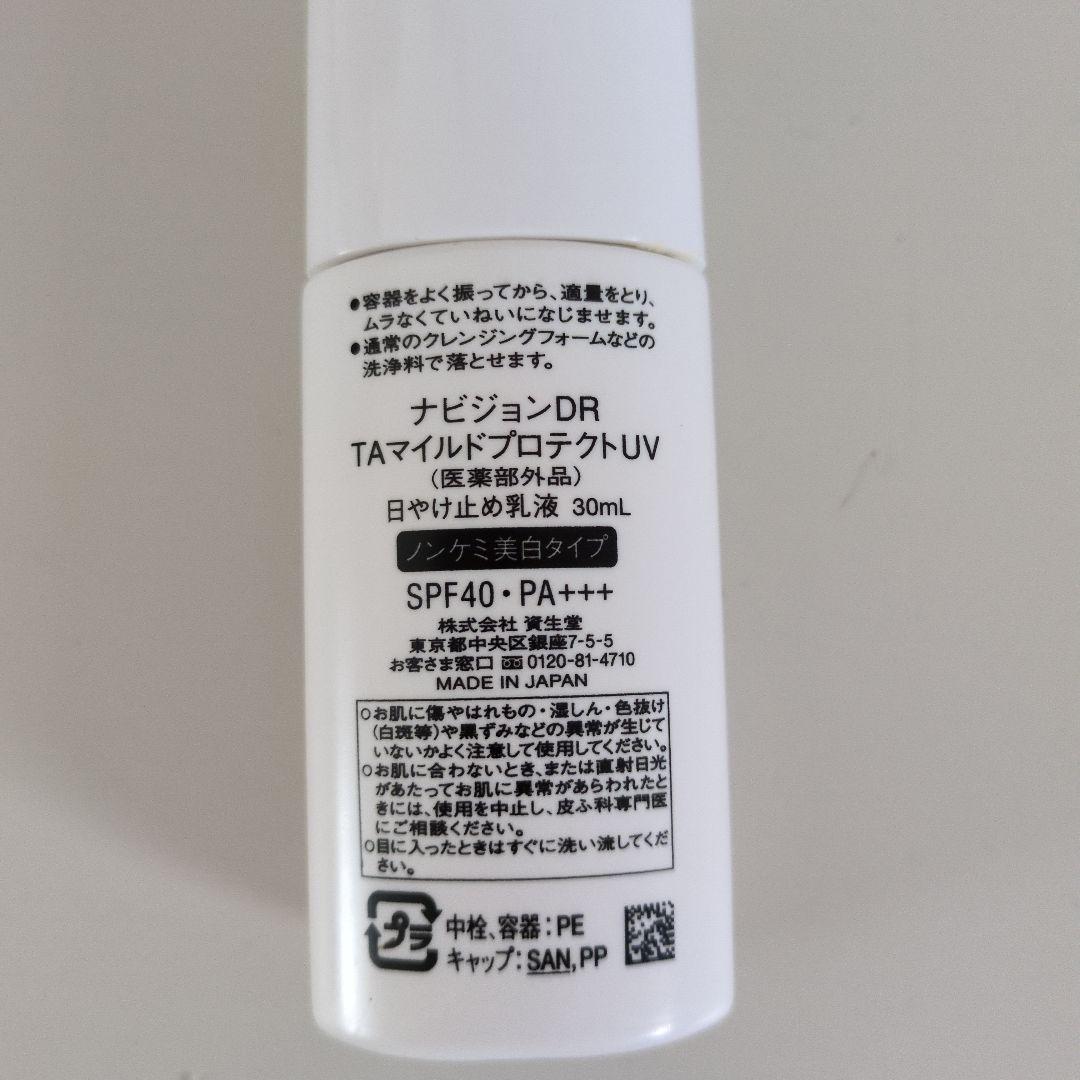 ●容器をよく振ってから、適量をとり、
ムラなくていねいになじませます。
●通常のクレンジングフォームなどの
洗浄料で落とせます。
ナビジョンDR
TAマイルドプロテクトUV
(医薬部外品)
日やけ止め乳液 30mL
ノンケミ美白タイプ
SPF40・PA+++
株式会社 資生堂
東京都中央区銀座7-5-5
お客さま窓口 0120-81-4710
MADE IN JAPAN
○お肌に傷やはれもの・湿しん・色抜け
(白斑等)や黒ずみなどの異常が生じて
いないかよく注意して使用してください。
○お肌に合わないとき、または直射日光
があたってお肌に異常があらわれたと
きには、使用を中止し、皮ふ科専門医
にご相談ください。
○目に入ったときはすぐに洗い流してくだ
さい。
プラ 中栓、容器:PE
キャップ:SAN,PP